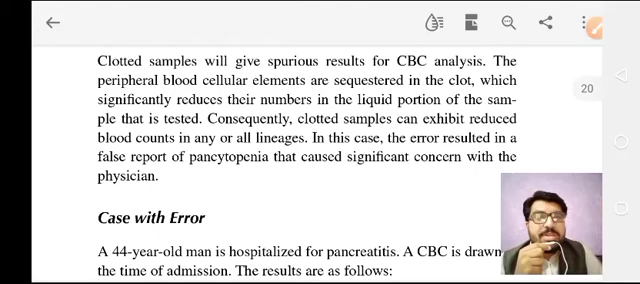 Clotted samples will give spurious results for CBC analysis. The
peripheral blood cellular elements are sequestered in the clot, which
significantly reduces their numbers in the liquid portion of the sam-
ple that is tested. Consequently, clotted samples can exhibit reduced
blood counts in any or all lineages. In this case, the error resulted in a
false report of pancytopenia that caused significant concern with the
physician.
20
Case with Error
A 44-year-old man is hospitalized for pancreatitis. A CBC is drawn
the time of admission. The results are as follows: